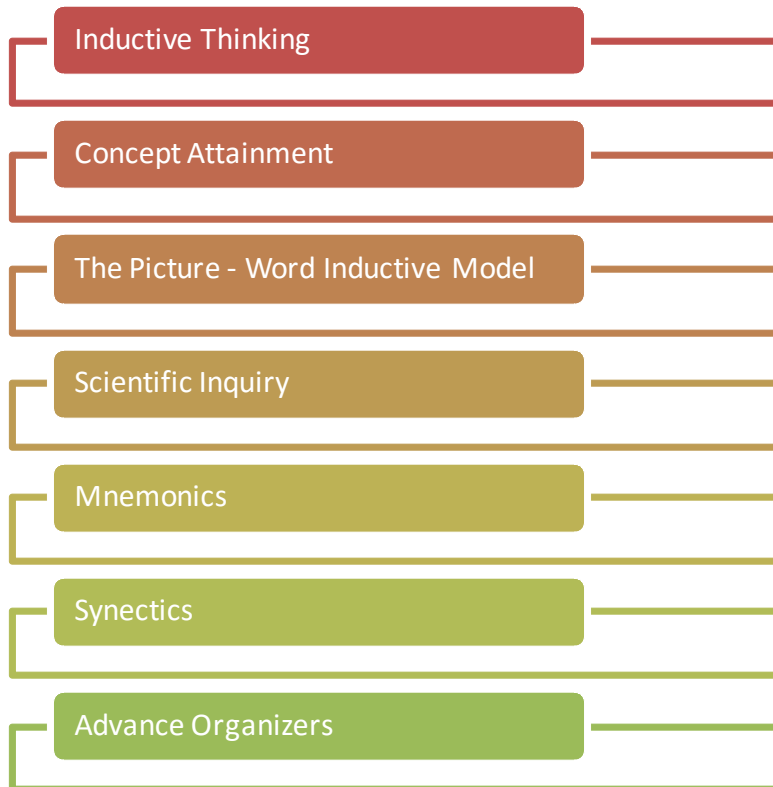 Inductive Thinking
Concept Attainment
The Picture - Word Inductive Model
Scientific Inquiry
Mnemonics
Synectics
Advance Organizers